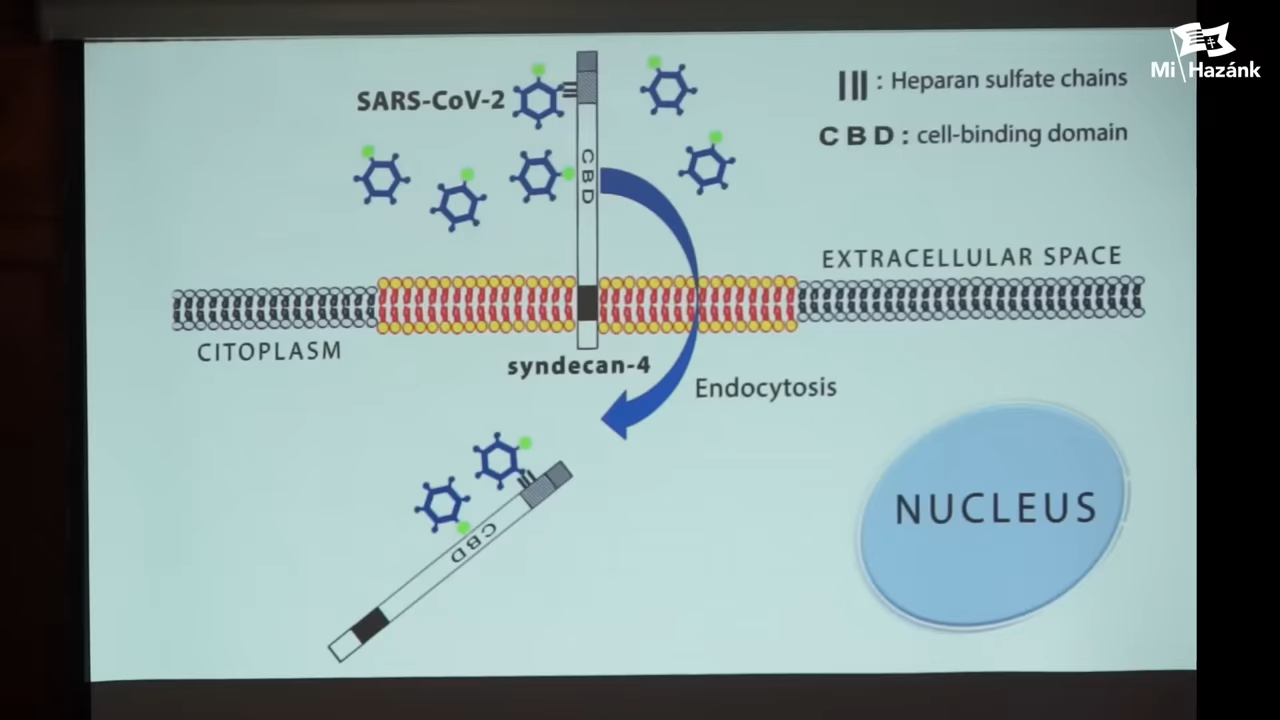 Mi Hazánk
SARS-CoV-2
: Heparan sulfate chains
CBD : cell-binding domain
CBD
EXTRACELLULAR SPACE
CITOPLASM
syndecan-4
Endocytosis
CBD
NUCLEUS